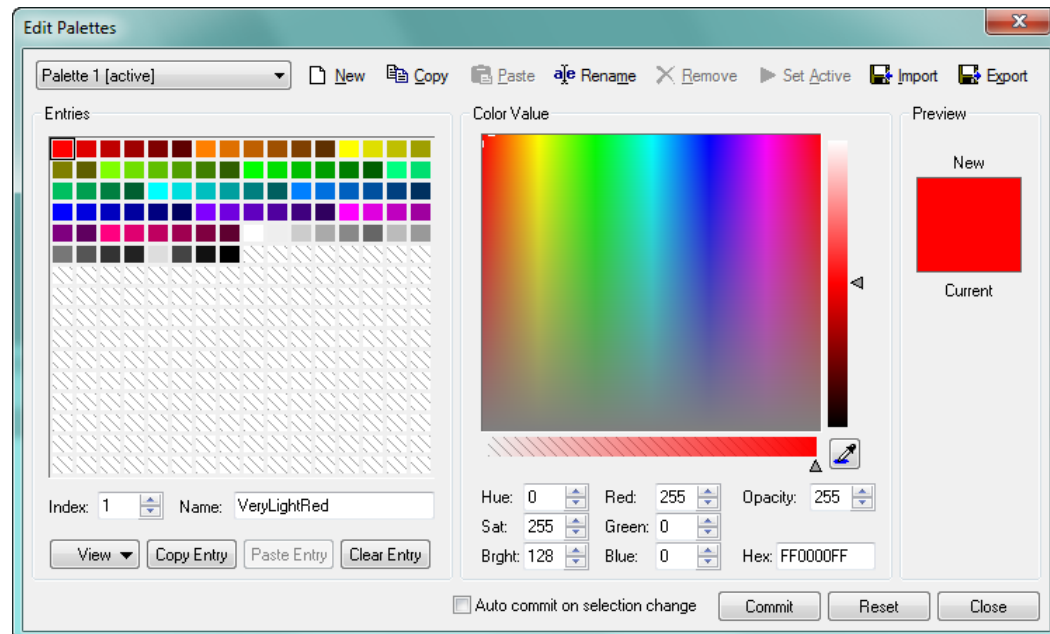 Edit Palettes
Palette 1 [active] New Copy Paste Rename Remove Set Active Import Export
Entries
Color Value
Preview
New
Current
Index: 1 Name: VeryLightRed
View Copy Entry Paste Entry Clear Entry
Hue: 0 Red: 255 Opacity: 255
Sat: 255 Green: 0
Brght: 128 Blue: 0 Hex: FF0000FF
Auto commit on selection change Commit Reset Close